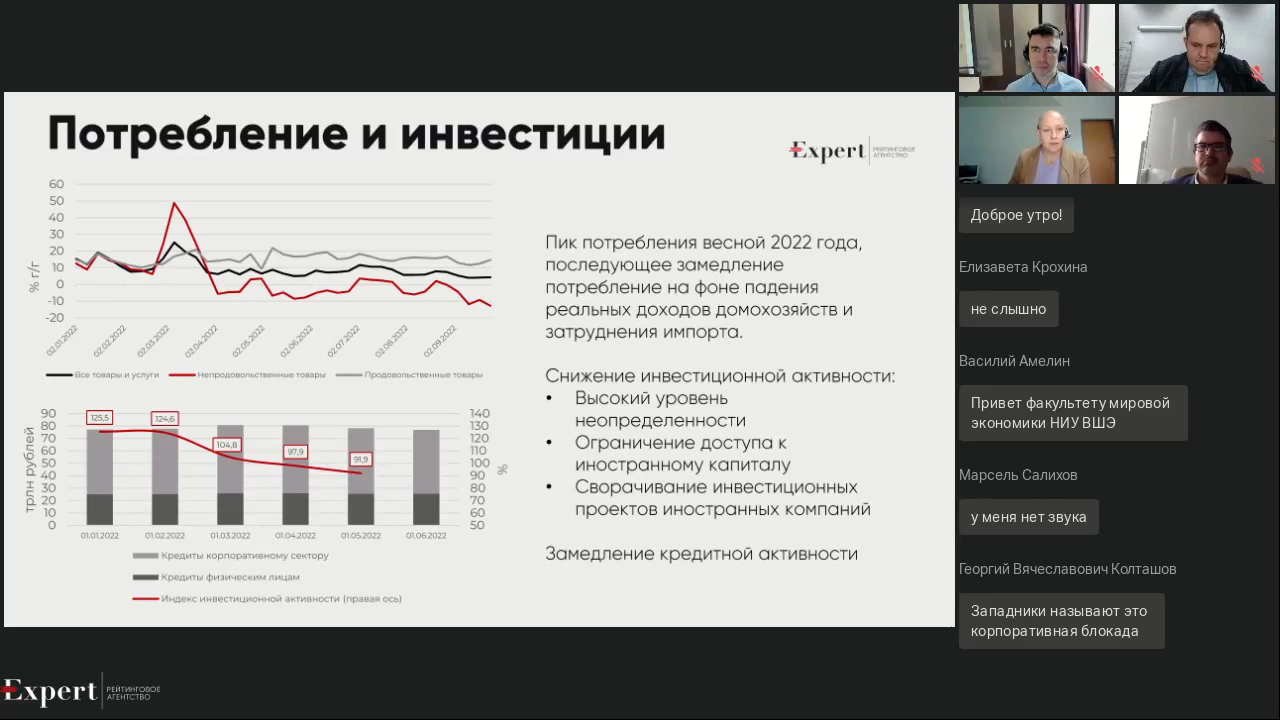 Потребление и инвестиции
Expert
РЕЙТИНГОВОЕ
АГЕНТСТВО
60
50
40
30
20
10
0
-10
-20
% г/г
02.01.2022
02.02.2022
02.03.2022
02.04.2022
02.05.2022
02.06.2022
02.07.2022
02.08.2022
02.09.2022
Все товары и услуги
Непродовольственные товары
Продовольственные товары
90
80
70
60
50
40
30
20
10
0
трлн рублей
125,5
124,6
104,8
97,9
91,9
140
130
120
110
100
90
80
70
60
50
%
01.01.2022
01.02.2022
01.03.2022
01.04.2022
01.05.2022
01.06.2022
Кредиты корпоративному сектору
Кредиты физическим лицам
Индекс инвестиционной активности (правая ось)
Пик потребления весной 2022 года,
последующее замедление
потребление на фоне падения
реальных доходов домохозяйств и
затруднения импорта.
Снижение инвестиционной активности:
• Высокий уровень
неопределенности
• Ограничение доступа к
иностранному капиталу
• Сворачивание инвестиционных
проектов иностранных компаний
Замедление кредитной активности
Доброе утро!
Елизавета Крохина
не слышно
Василий Амелин
Привет факультету мировой
экономики НИУ ВШЭ
Марсель Салихов
у меня нет звука
Георгий Вячеславович Колташов
Западники называют это
корпоративная блокада
Expert
РЕЙТИНГОВОЕ
АГЕНТСТВО